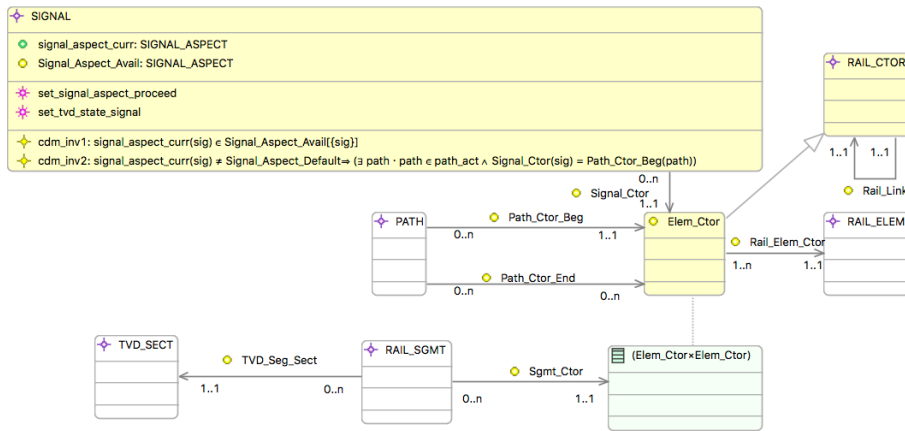 SIGNAL
signal_aspect_curr: SIGNAL_ASPECT
Signal_Aspect_Avail: SIGNAL_ASPECT
set_signal_aspect_proceed
set_tvd_state_signal
cdm_inv1: signal_aspect_curr(sig) ∈ Signal_Aspect_Avail[{sig}]
cdm_inv2: signal_aspect_curr(sig) ≠ Signal_Aspect_Default⇒ (∃ path · path ∈ path_act ∧ Signal_Ctor(sig) = Path_Ctor_Beg(path))
RAIL_CTOR
1..1
1..1
Rail_Link
0..n
Signal_Ctor
1..1
PATH
Path_Ctor_Beg
0..n
1..1
Elem_Ctor
Rail_Elem_Ctor
1..n
1..1
RAIL_ELEM
Path_Ctor_End
0..n
0..n
TVD_SECT
TVD_Seg_Sect
1..1
0..n
RAIL_SGMT
Sgmt_Ctor
0..n
1..1
(Elem_Ctor×Elem_Ctor)